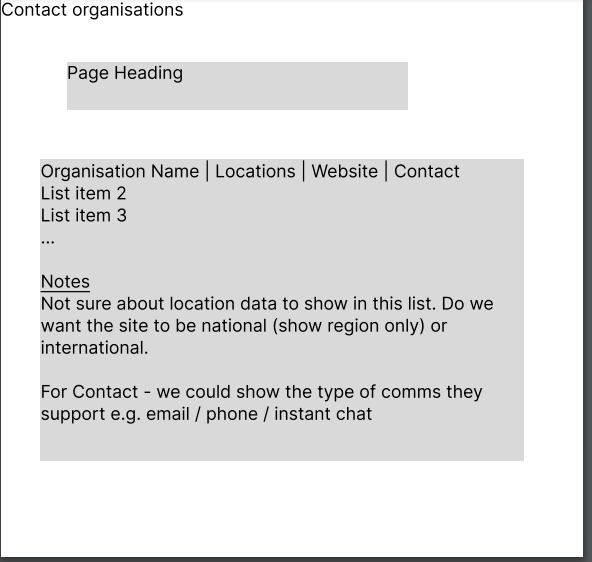 Contact organisations
Page Heading
Organisation Name | Locations | Website | Contact
List item 2
List item 3
...
Notes
Not sure about location data to show in this list. Do we
want the site to be national (show region only) or
international.
For Contact - we could show the type of comms they
support e.g. email / phone / instant chat